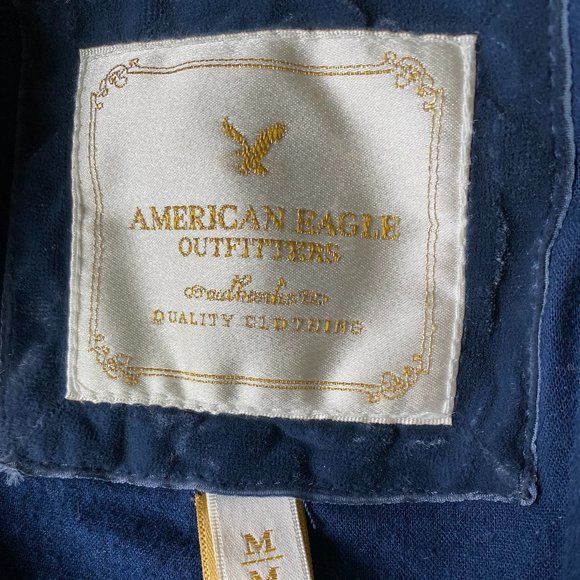 AMERICAN EAGLE
OUTFITTERS
QUALITY CLOTHING
M
M